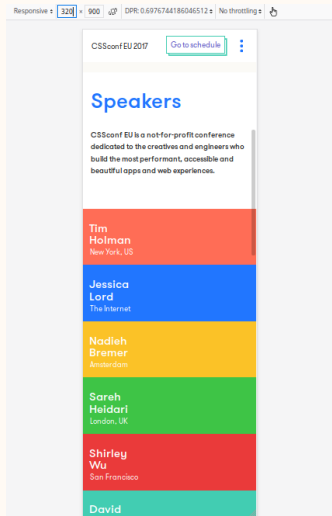 Responsive 320 × 900 DPR: 0.6976744186046512 No throttling
CSSconf EU 2017 Go to schedule
Speakers
CSSconf EU is a not-for-profit conference
dedicated to the creatives and engineers who
build the most performant, accessible and
beautiful apps and web experiences.
Tim
Holman
New York, US
Jessica
Lord
The Internet
Nadieh
Bremer
Amsterdam
Sareh
Heidari
London, UK
Shirley
Wu
San Francisco
David